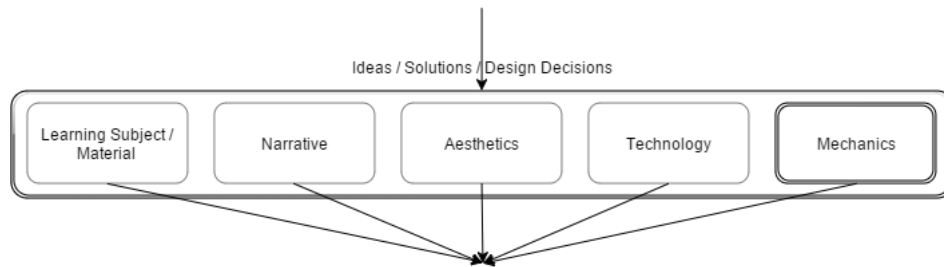 Ideas / Solutions / Design Decisions
Learning Subject /
Material
Narrative
Aesthetics
Technology
Mechanics